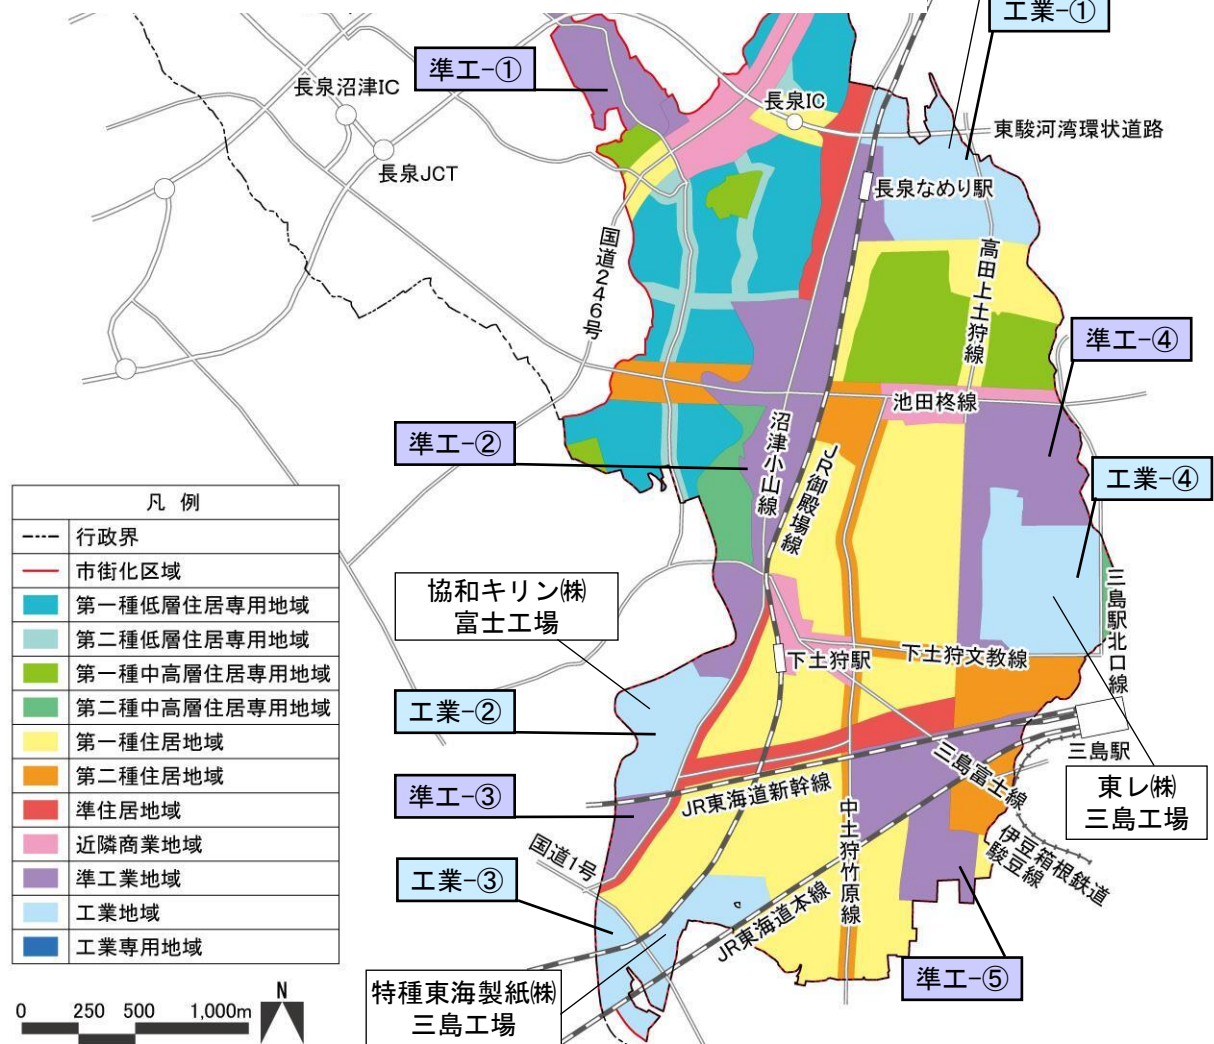 工業-①
準工-①
長泉沼津IC
長泉IC
東駿河湾環状道路
長泉JCT
長泉なめり駅
国道246号
高田上土狩線
準工-④
池田柊線
準工-②
沼津小山線
JR御殿場線
工業-④
凡 例
行政界
市街化区域
第一種低層住居専用地域
第二種低層住居専用地域
第一種中高層住居専用地域
第二種中高層住居専用地域
第一種住居地域
第二種住居地域
準住居地域
近隣商業地域
準工業地域
工業地域
工業専用地域
協和キリン㈱
富士工場
三島駅北口線
下土狩駅
下土狩文教線
工業-②
三島駅
三島富士線
東レ㈱
三島工場
準工-③
JR東海道新幹線
中土狩竹原線
伊豆箱根鉄道
駿豆線
国道1号
工業-③
JR東海道本線
準工-⑤
特種東海製紙㈱
三島工場
0 250 500 1,000m
N